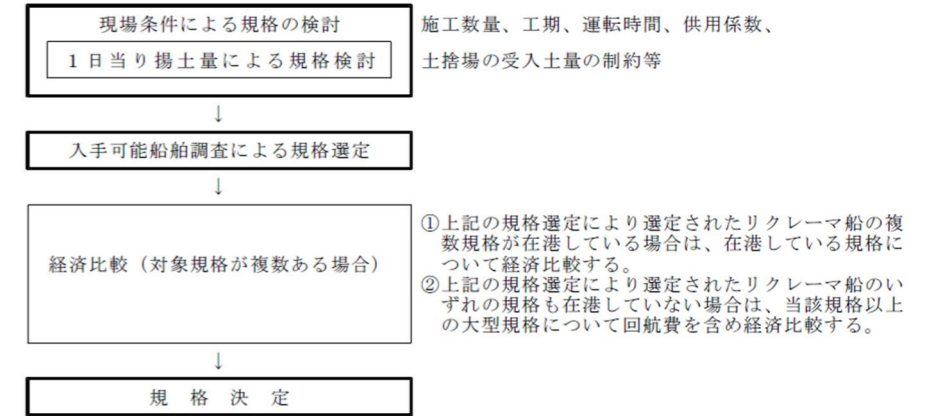 現場条件による規格の検討
施工数量、工期、運転時間、供用係数、
1日当り揚土量による規格検討
土捨場の受入土量の制約等
↓
入手可能船舶調査による規格選定
↓
経済比較（対象規格が複数ある場合）
①上記の規格選定により選定されたリクレーマ船の複
数規格が在港している場合は、在港している規格に
ついて経済比較する。
②上記の規格選定により選定されたリクレーマ船のい
ずれの規格も在港していない場合は、当該規格以上
の大型規格について回航費を含め経済比較する。
↓
規 格 決 定